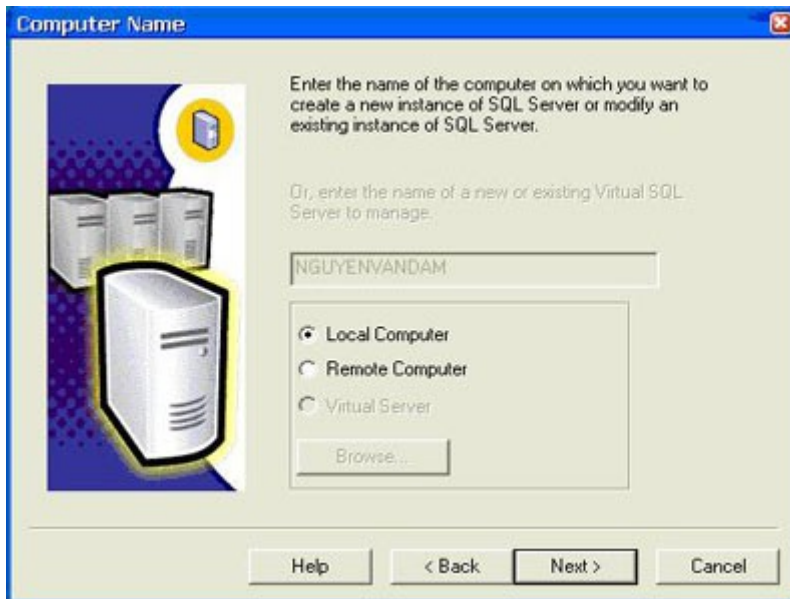 Computer Name
Enter the name of the computer on which you want to
create a new instance of SQL Server or modify an
existing instance of SQL Server.
Or, enter the name of a new or existing Virtual SQL
Server to manage.
NGUYENVANDAM
Local Computer
Remote Computer
Virtual Server
Browse...
Help
< Back
Next >
Cancel